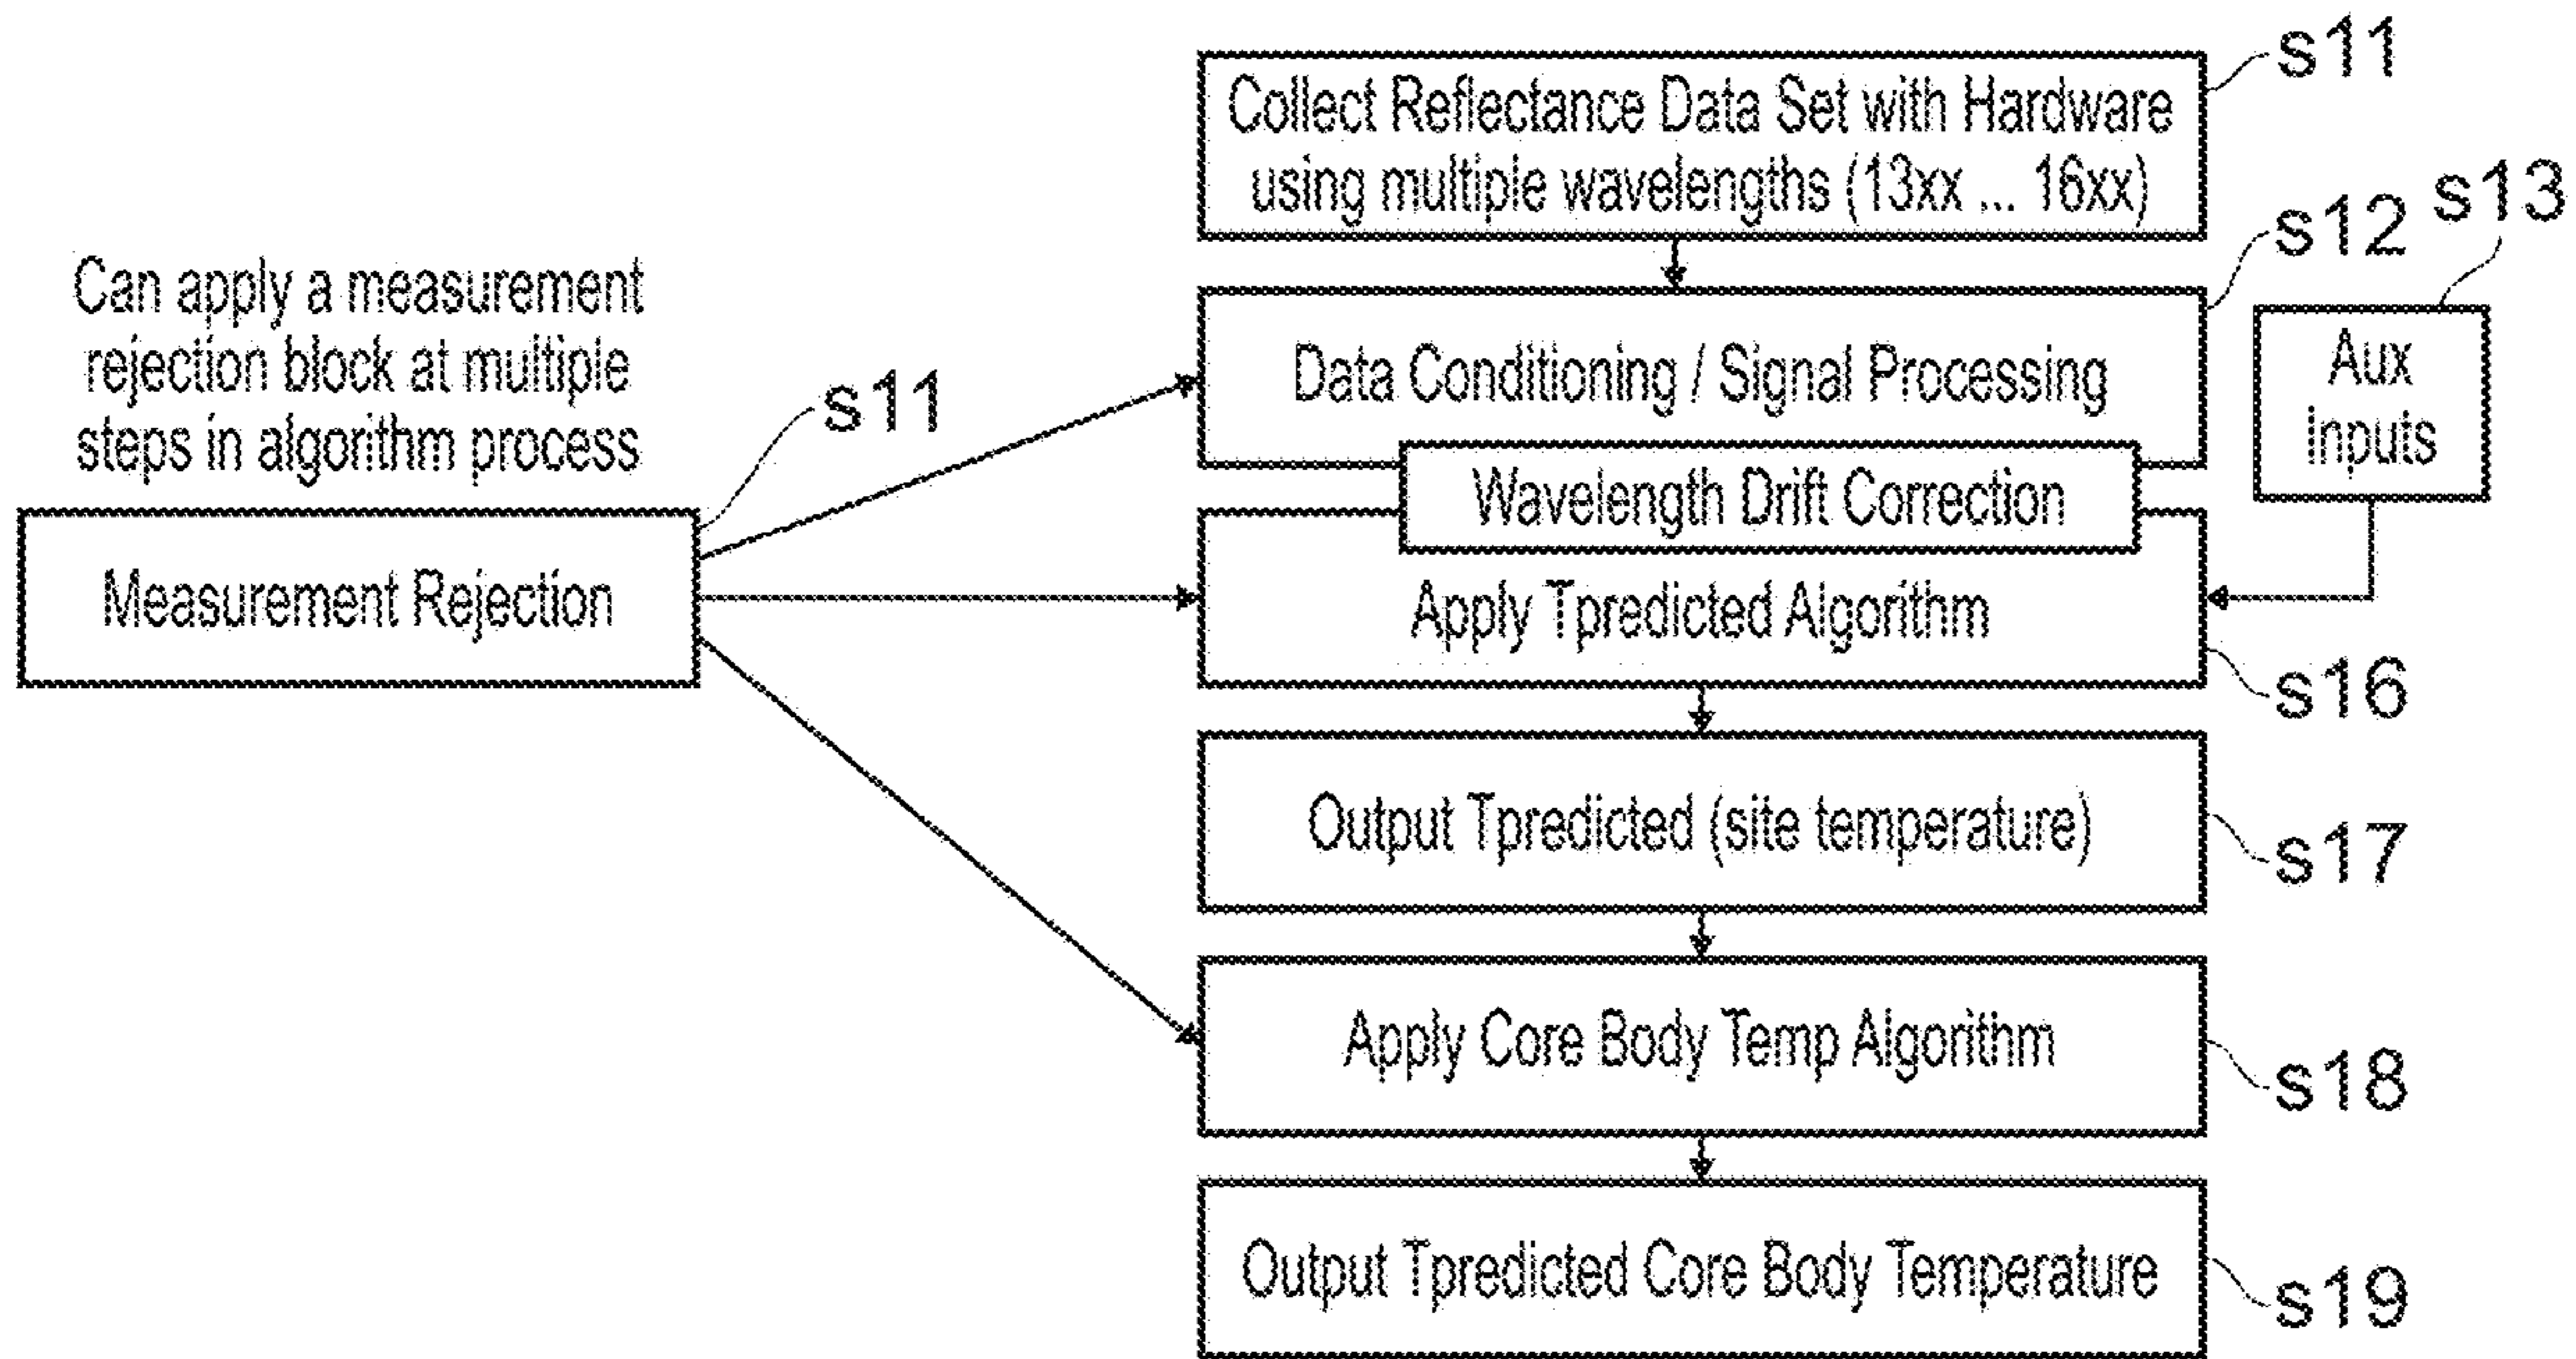 Collect Reflectance Data Set with Hardware
using multiple wavelengths (13xx ... 16xx)
s11
s12
s13
Can apply a measurement
rejection block at multiple
steps in algorithm process
s11
Data Conditioning / Signal Processing
Aux
inputs
Wavelength Drift Correction
Measurement Rejection
Apply Tpredicted Algorithm
s16
Output Tpredicted (site temperature)
s17
Apply Core Body Temp Algorithm
s18
Output Tpredicted Core Body Temperature
s19